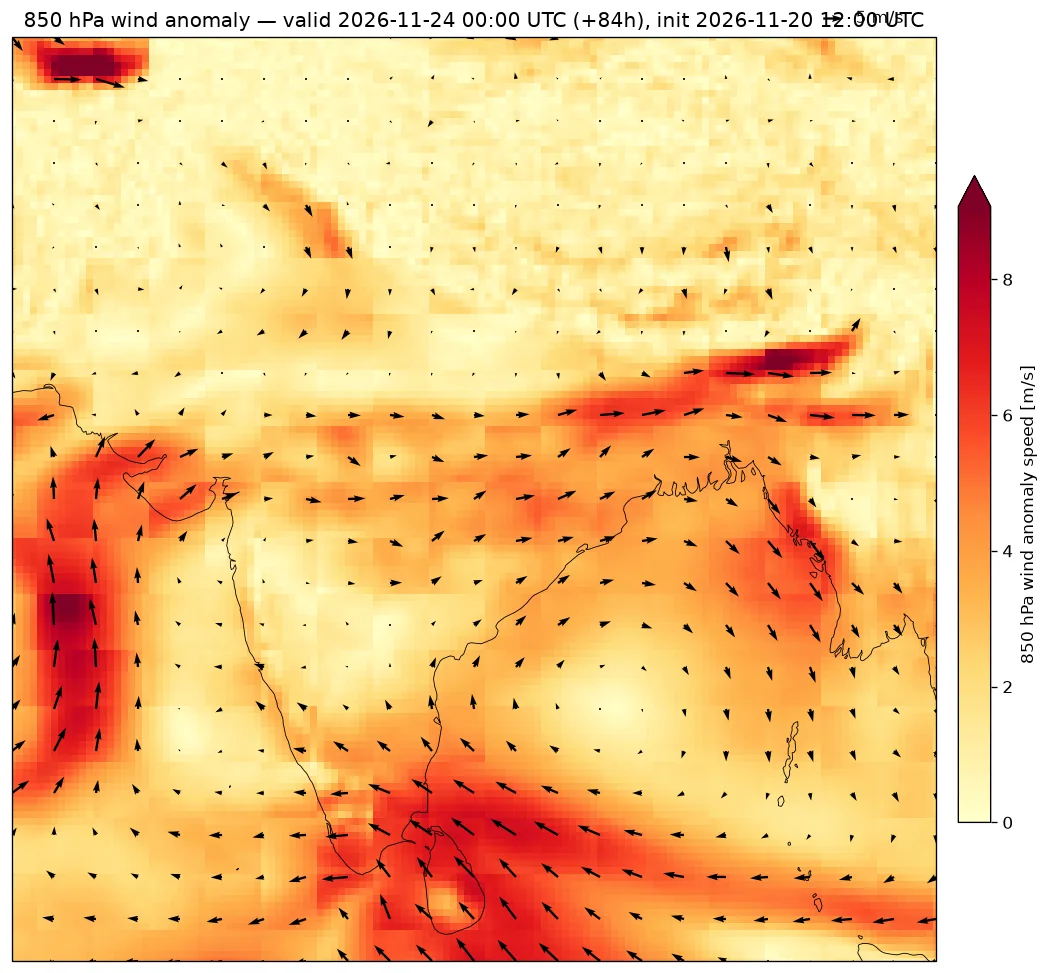 850 hPa wind anomaly — valid 2026-11-24 00:00 UTC (+84h), init 2026-11-20 12:00 UTC
5 m/s
8
6
4
2
0
850 hPa wind anomaly speed [m/s]